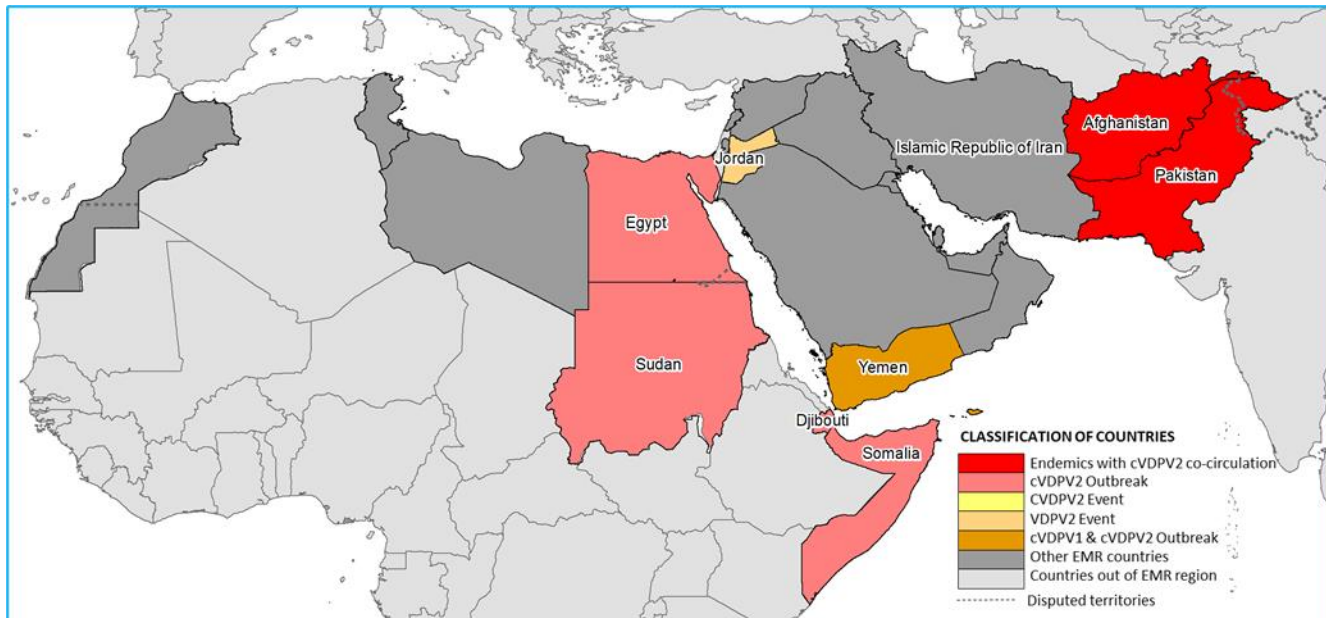 Afghanistan
Jordan
Islamic Republic of Iran
Pakistan
Egypt
Sudan
Yemen
Djibouti
Somalia
CLASSIFICATION OF COUNTRIES
Endemics with cVDPV2 co-circulation
cVDPV2 Outbreak
CVDPV2 Event
VDPV2 Event
cVDPV1 & cVDPV2 Outbreak
Other EMR countries
Countries out of EMR region
Disputed territories